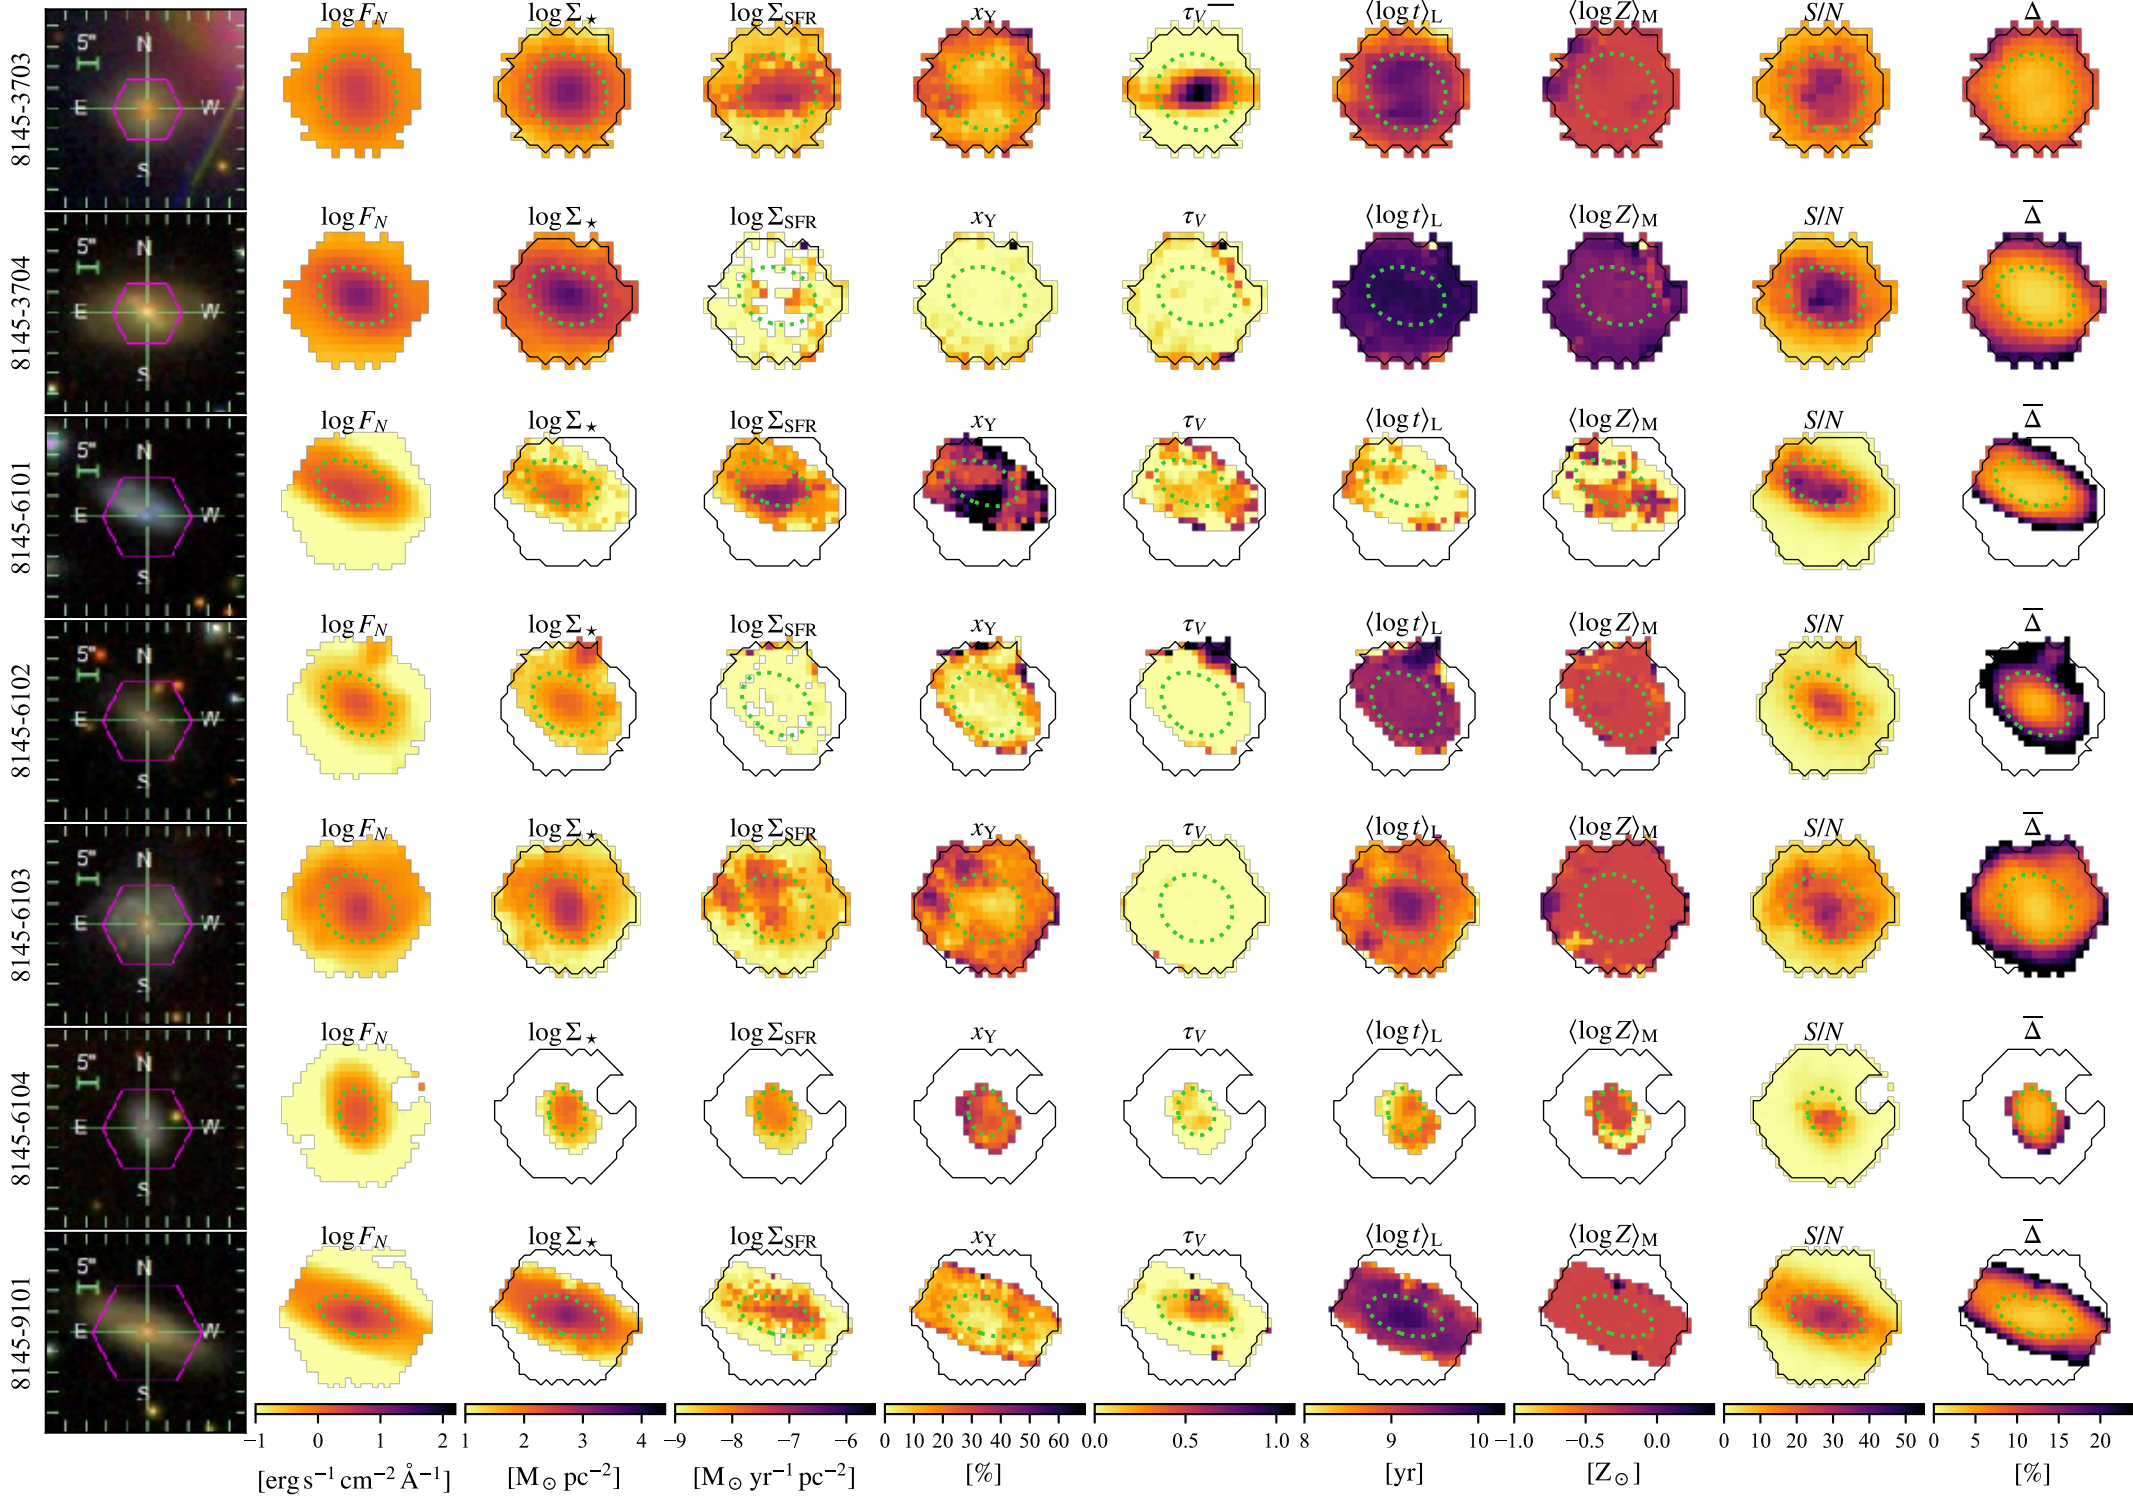 log F_N log Σ⋆ log Σ_SFR x_Y τ_V ⟨log t⟩_L ⟨log Z⟩_M S/N Δ̅
8145-3703
5" N E W S
log F_N log Σ⋆ log Σ_SFR x_Y τ_V ⟨log t⟩_L ⟨log Z⟩_M S/N Δ̅
8145-3704
5" N E W S
log F_N log Σ⋆ log Σ_SFR x_Y τ_V ⟨log t⟩_L ⟨log Z⟩_M S/N Δ̅
8145-6101
5" N E W S
log F_N log Σ⋆ log Σ_SFR x_Y τ_V ⟨log t⟩_L ⟨log Z⟩_M S/N Δ̅
8145-6102
5" N E W S
log F_N log Σ⋆ log Σ_SFR x_Y τ_V ⟨log t⟩_L ⟨log Z⟩_M S/N Δ̅
8145-6103
5" N E W S
log F_N log Σ⋆ log Σ_SFR x_Y τ_V ⟨log t⟩_L ⟨log Z⟩_M S/N Δ̅
8145-6104
5" N E W S
log F_N log Σ⋆ log Σ_SFR x_Y τ_V ⟨log t⟩_L ⟨log Z⟩_M S/N Δ̅
8145-9101
5" N E W S
−1 0 1 2 1 2 3 4 −9 −8 −7 −6 0 10 20 30 40 50 60 0.0 0.5 1.0 8 9 10 −1.0 −0.5 0.0 0 10 20 30 40 50 0 5 10 15 20
[erg s⁻¹ cm⁻² Å⁻¹] [M⊙ pc⁻²] [M⊙ yr⁻¹ pc⁻²] [%] [yr] [Z⊙] [%]